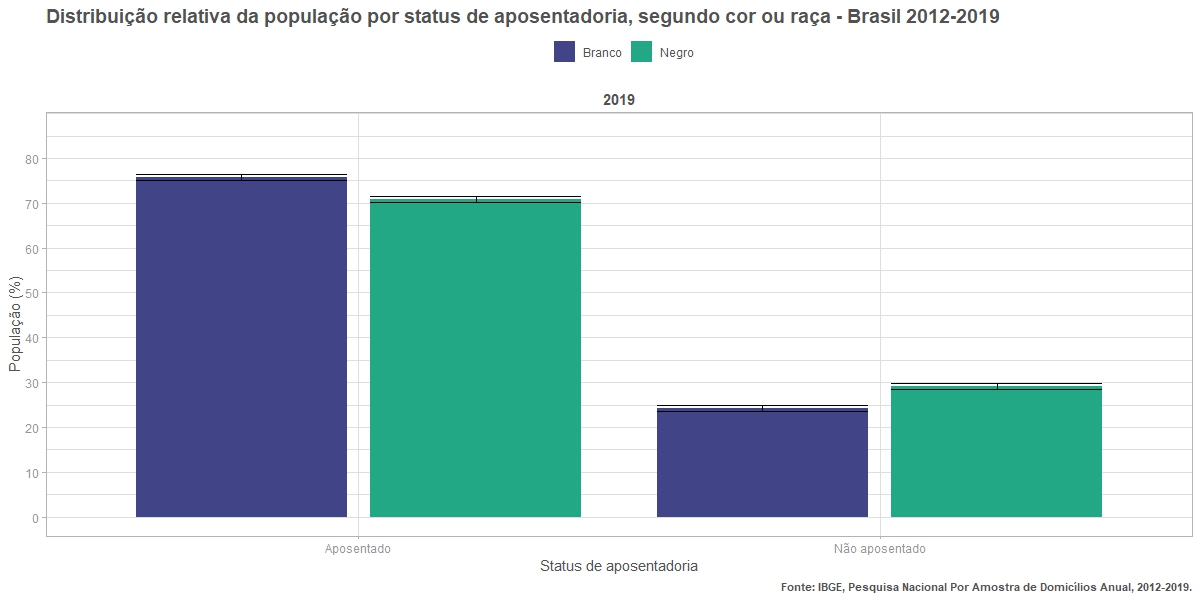 Distribuição relativa da população por status de aposentadoria, segundo cor ou raça - Brasil 2012-2019
Branco Negro
2019
População (%)
80
70
60
50
40
30
20
10
0
Aposentado Não aposentado
Status de aposentadoria
Fonte: IBGE, Pesquisa Nacional Por Amostra de Domicílios Anual, 2012-2019.